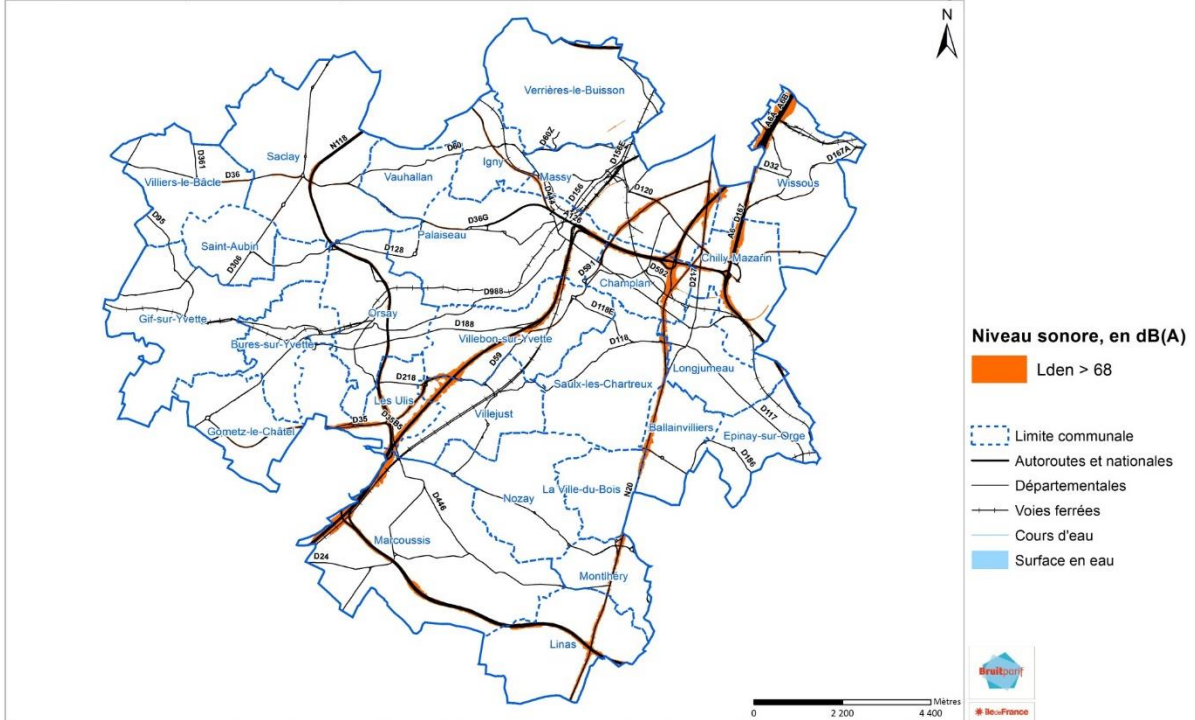 N
Verrières-le-Buisson
A6A A6B
D167A
D32
Wissous
D60Z
D156E
N118
D60
Igny
Massy
D156
D120
D361
Saclay
D36
Villiers-le-Bâcle
Vauhallan
D444
A126
A6--D167
D95
Saint-Aubin
D36G
Palaiseau
D128
D306
D591
D592
Champlan
D217
Chilly-Mazarin
D988
D118E
Gif-sur-Yvette
Orsay
D188
Bures-sur-Yvette
Villebon-sur-Yvette
D118
D59
Longjumeau
D218
Saulx-les-Chartreux
Les Ulis
Villejust
D117
D35
D35B5
Gometz-le-Châtel
Ballainvilliers
Epinay-sur-Orge
D186
La Ville-du-Bois
N20
D446
Nozay
Marcoussis
D24
Montlhéry
Linas
Niveau sonore, en dB(A)
Lden > 68
Limite communale
Autoroutes et nationales
Départementales
Voies ferrées
Cours d'eau
Surface en eau
Bruitparif
îledeFrance
Mètres
0 2 200 4 400